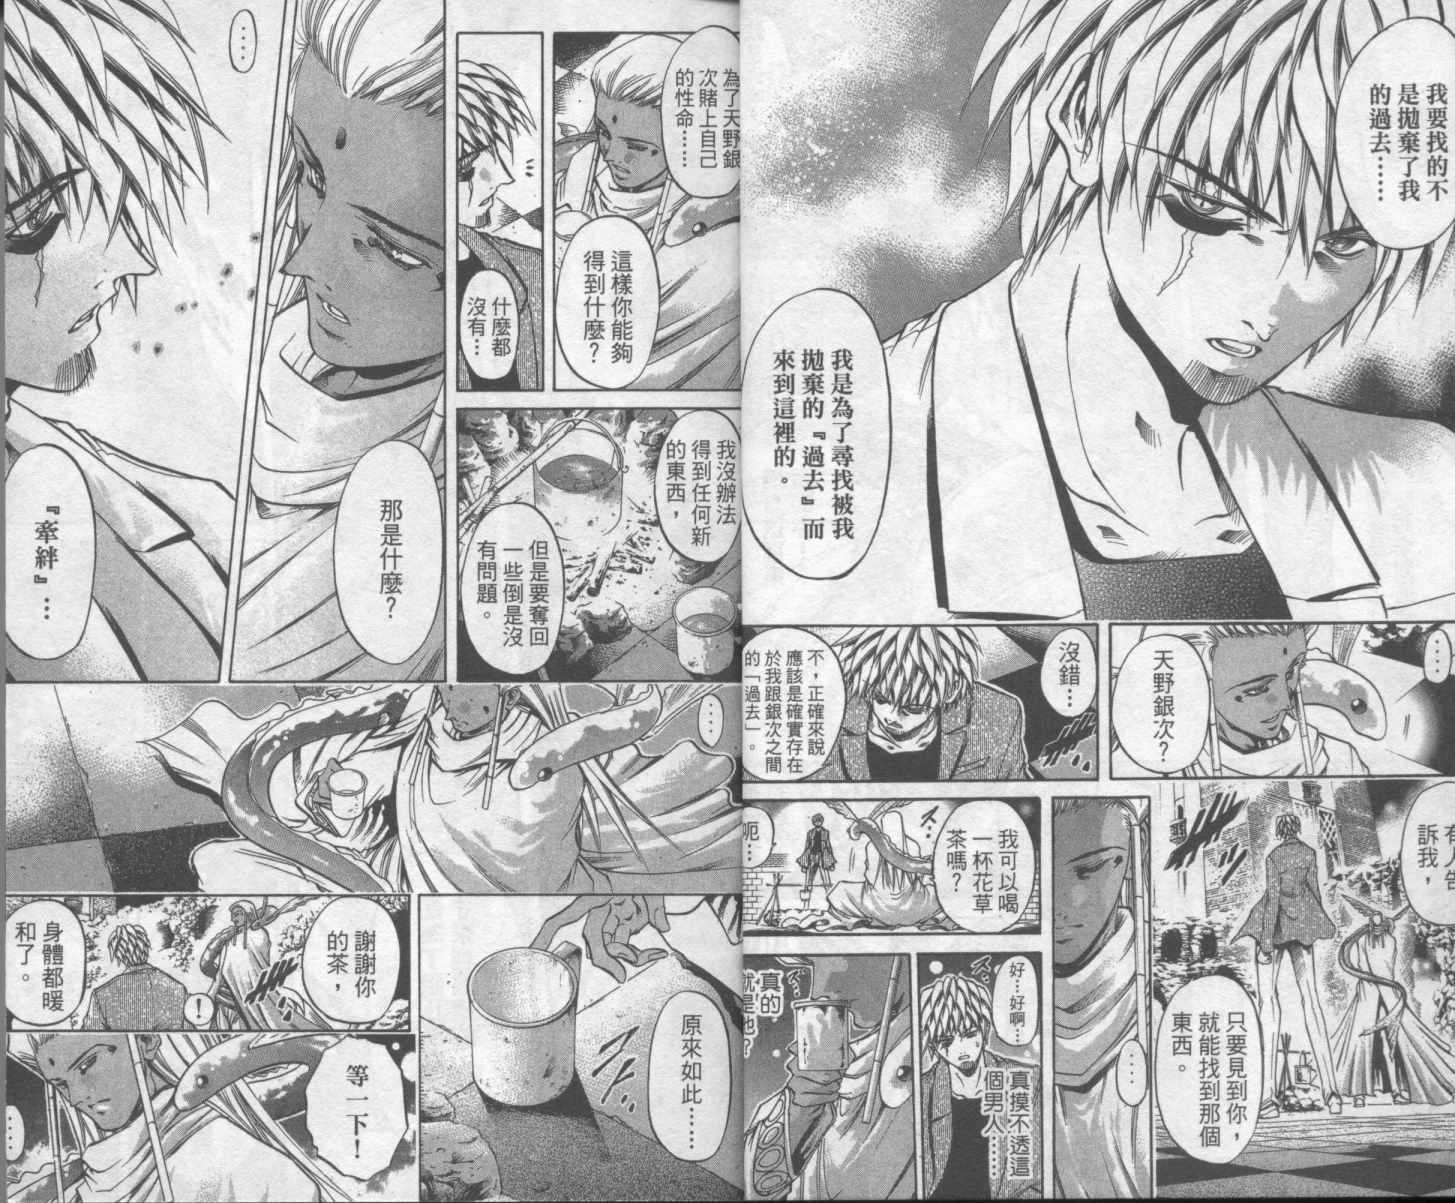 我要找的不
是拋棄了我
的過去……
我是為了尋找被我
拋棄的『過去』而
來到這裡的。
……
天野銀次？
沒錯…
不，正確來說
應該是確實存在
於我跟銀次之間
的「過去」。
訴我，
只要見到你，
就能找到那個
東西。
……
我可以喝
一杯花草
茶嗎？
呃…
好…好啊…
真摸不透這
個男人……
真的
就是他？
為了天野銀
次賭上自己
的性命……
這樣你能夠
得到什麼？
什麼都
沒有…
我沒辦法
得到任何新
的東西，
但是要奪回
一些倒是沒
有問題。
……
那是什麼？
『牽絆』…
……
原來如此……
謝謝你
的茶，
！
身體都暖
和了。
等一下！
……